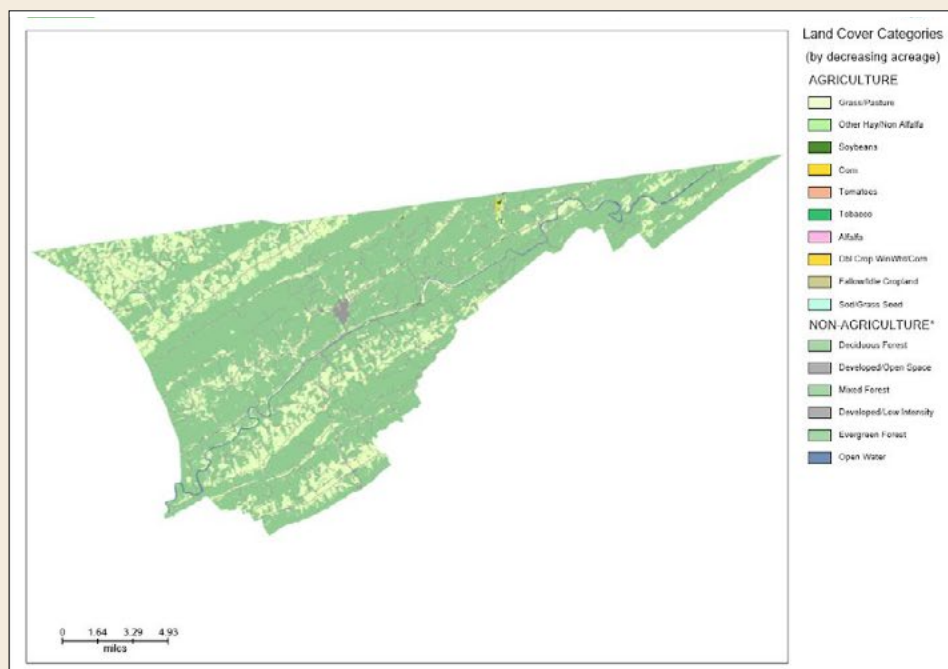 Land Cover Categories
(by decreasing acreage)
AGRICULTURE
Grass/Pasture
Other Hay/Non Alfalfa
Soybeans
Corn
Tomatoes
Tobacco
Alfalfa
Dbl Crop WinWht/Corn
Fallow/Idle Cropland
Sod/Grass Seed
NON-AGRICULTURE*
Deciduous Forest
Developed/Open Space
Mixed Forest
Developed/Low Intensity
Evergreen Forest
Open Water
0 1.64 3.29 4.93
miles